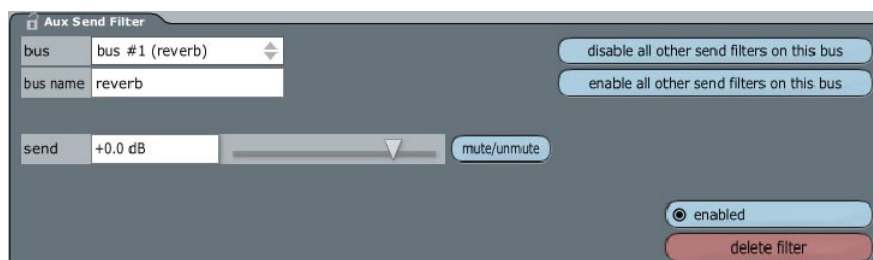 Aux Send Filter
bus bus #1 (reverb) disable all other send filters on this bus
bus name reverb enable all other send filters on this bus
send +0.0 dB mute/unmute
enabled
delete filter